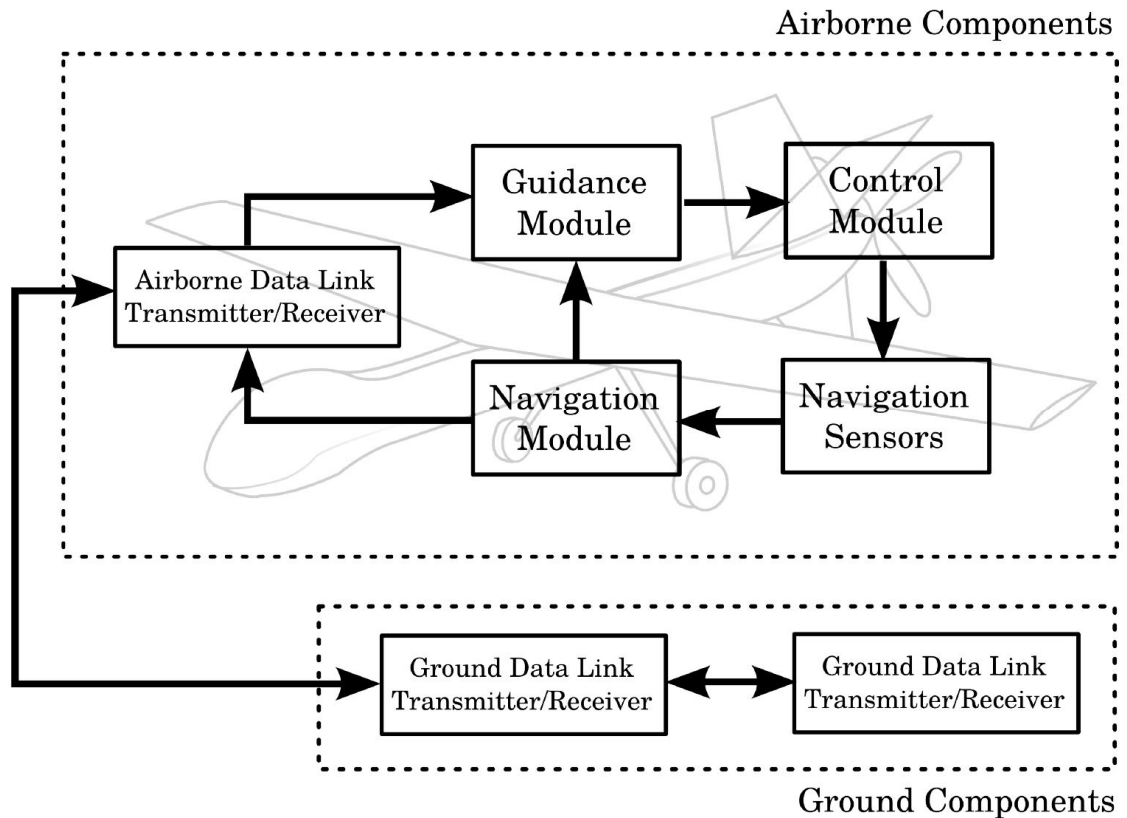 Airborne Components
Guidance
Module
Control
Module
Airborne Data Link
Transmitter/Receiver
Navigation
Module
Navigation
Sensors
Ground Data Link
Transmitter/Receiver
Ground Data Link
Transmitter/Receiver
Ground Components